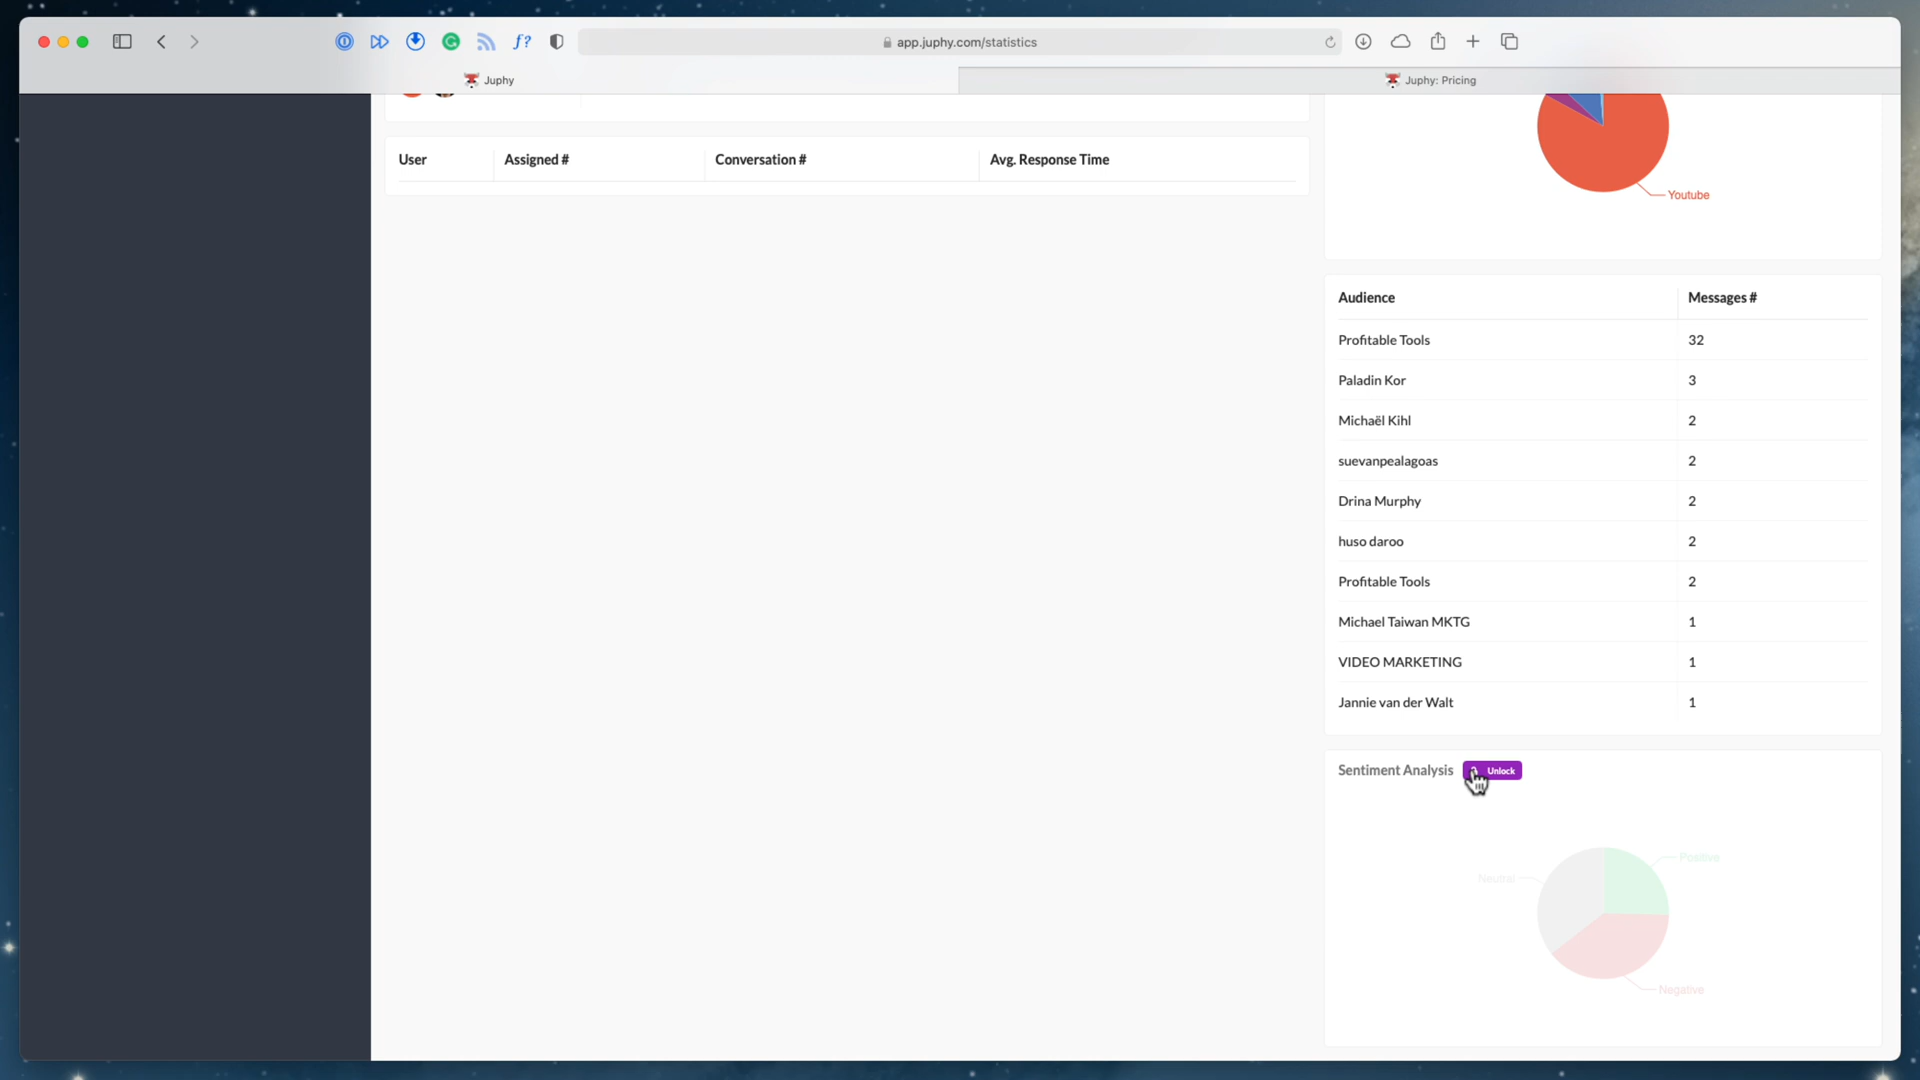 app.juphy.com/statistics
Juphy
Juphy: Pricing
User
Assigned #
Conversation #
Avg. Response Time
Youtube
Audience
Messages #
Profitable Tools
32
Paladin Kor
3
Michaël Kihl
2
suevanpealagoas
2
Drina Murphy
2
huso daroo
2
Profitable Tools
2
Michael Taiwan MKTG
1
VIDEO MARKETING
1
Jannie van der Walt
1
Sentiment Analysis
Unlock
Positive
Neutral
Negative